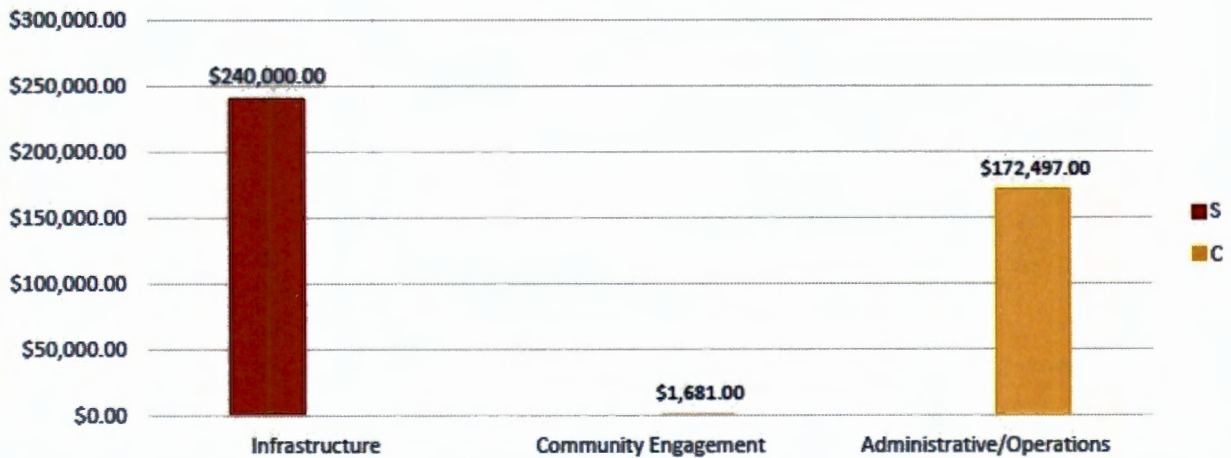 $300,000.00
$250,000.00
$200,000.00
$150,000.00
$100,000.00
$50,000.00
$0.00
$240,000.00
$1,681.00
$172,497.00
Infrastructure
Community Engagement
Administrative/Operations
S
C